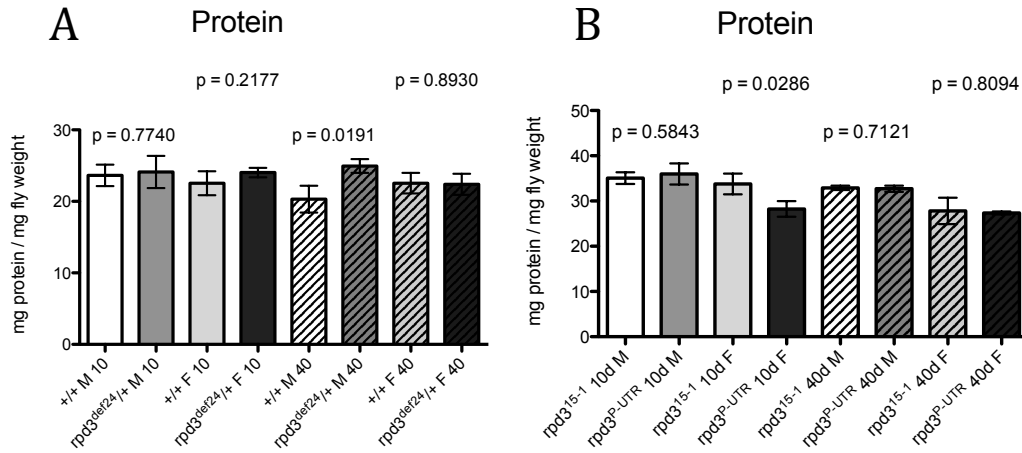 A
Protein
p = 0.2177
p = 0.8930
p = 0.7740
p = 0.0191
mg protein / mg fly weight
30
20
10
0
+/+ M 10
rpd3def24/+ M 10
+/+ F 10
rpd3def24/+ F 10
+/+ M 40
rpd3def24/+ M 40
+/+ F 40
rpd3def24/+ F 40
B
Protein
p = 0.0286
p = 0.8094
p = 0.5843
p = 0.7121
mg protein / mg fly weight
50
40
30
20
10
0
rpd315-1 10d M
rpd3P-UTR 10d M
rpd315-1 10d F
rpd3P-UTR 10d F
rpd315-1 40d M
rpd3P-UTR 40d M
rpd315-1 40d F
rpd3P-UTR 40d F